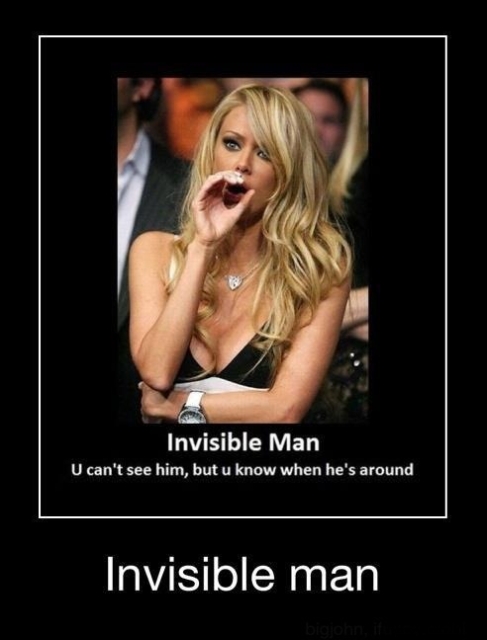 Invisible Man
U can't see him, but u know when he's around
Invisible man